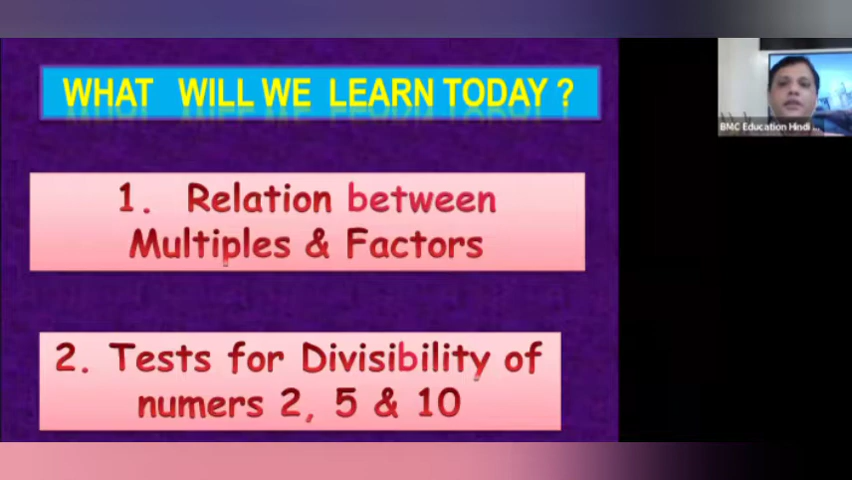 WHAT WILL WE LEARN TODAY ?
BMC Education Hindi ...
1. Relation between
Multiples & Factors
2. Tests for Divisibility of
numers 2, 5 & 10